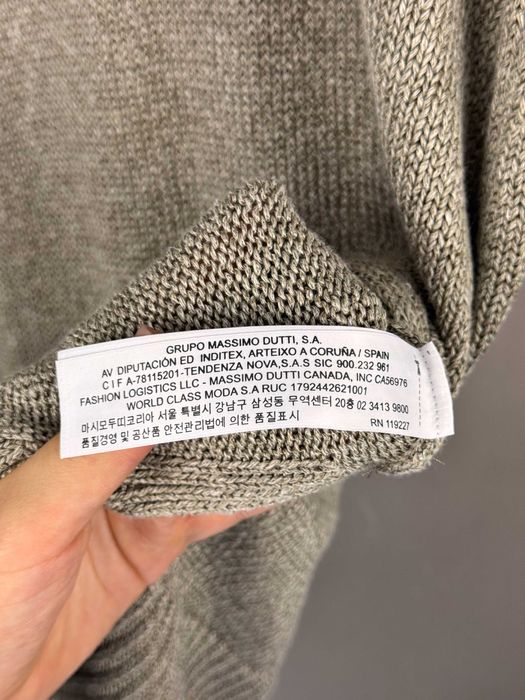 GRUPO MASSIMO DUTTI, S.A.
AV DIPUTACIÓN ED INDITEX, ARTEIXO A CORUÑA / SPAIN
C I F A-78115201-TENDENZA NOVA,S.A.S SIC 900.232 961
FASHION LOGISTICS LLC - MASSIMO DUTTI CANADA, INC CA56976
WORLD CLASS MODA S.A RUC 1792442621001
마시모두띠코리아 서울 특별시 강남구 삼성동 무역센터 20층 02 3413 9800
품질경영 및 공산품 안전관리법에 의한 품질표시
RN 119227